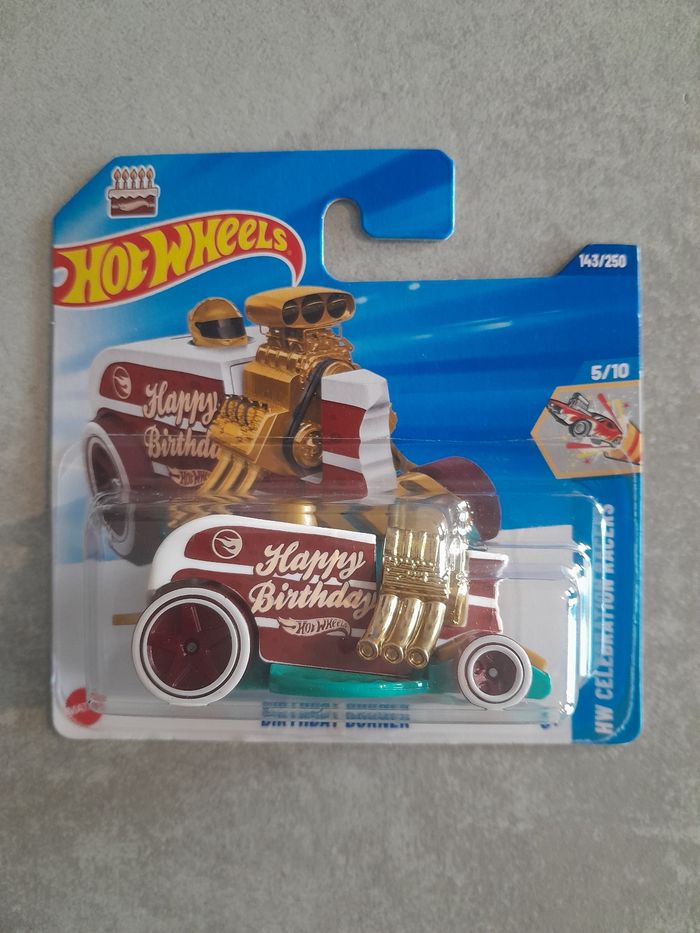 HOT WHEELS
143/250
5/10
Happy
Birthday
HOT WHEELS
Happy
Birthday
HOT WHEELS
BIRTHDAY BURNER
HW CELEBRATION RACERS